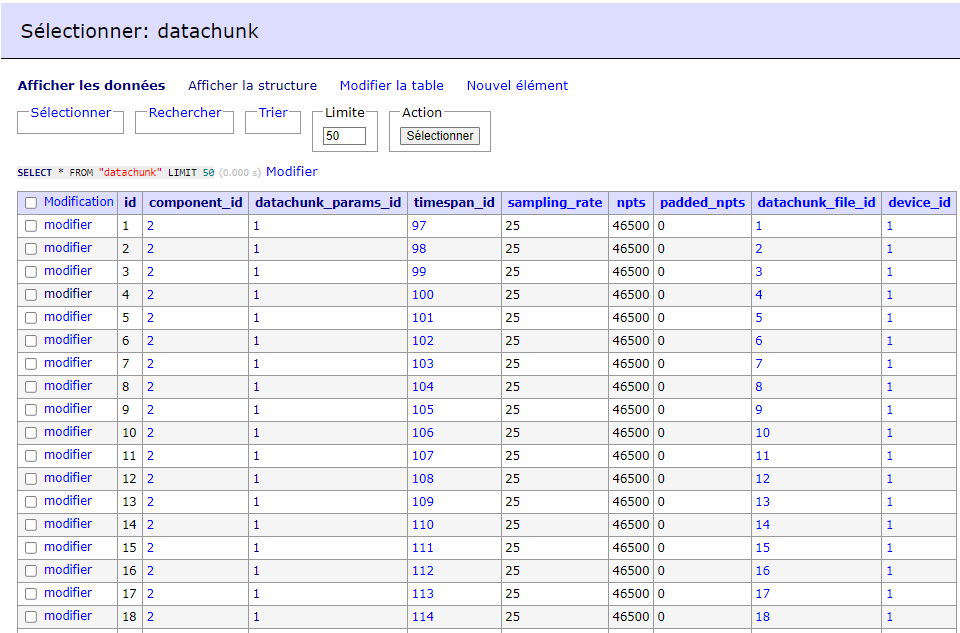 Sélectionner: datachunk
Afficher les données Afficher la structure Modifier la table Nouvel élément
Sélectionner Rechercher Trier Limite Action
50 Sélectionner
SELECT * FROM "datachunk" LIMIT 50 (0.000 s) Modifier
Modification id component_id datachunk_params_id timespan_id sampling_rate npts padded_npts datachunk_file_id device_id
modifier 1 2 1 97 25 46500 0 1 1
modifier 2 2 1 98 25 46500 0 2 1
modifier 3 2 1 99 25 46500 0 3 1
modifier 4 2 1 100 25 46500 0 4 1
modifier 5 2 1 101 25 46500 0 5 1
modifier 6 2 1 102 25 46500 0 6 1
modifier 7 2 1 103 25 46500 0 7 1
modifier 8 2 1 104 25 46500 0 8 1
modifier 9 2 1 105 25 46500 0 9 1
modifier 10 2 1 106 25 46500 0 10 1
modifier 11 2 1 107 25 46500 0 11 1
modifier 12 2 1 108 25 46500 0 12 1
modifier 13 2 1 109 25 46500 0 13 1
modifier 14 2 1 110 25 46500 0 14 1
modifier 15 2 1 111 25 46500 0 15 1
modifier 16 2 1 112 25 46500 0 16 1
modifier 17 2 1 113 25 46500 0 17 1
modifier 18 2 1 114 25 46500 0 18 1